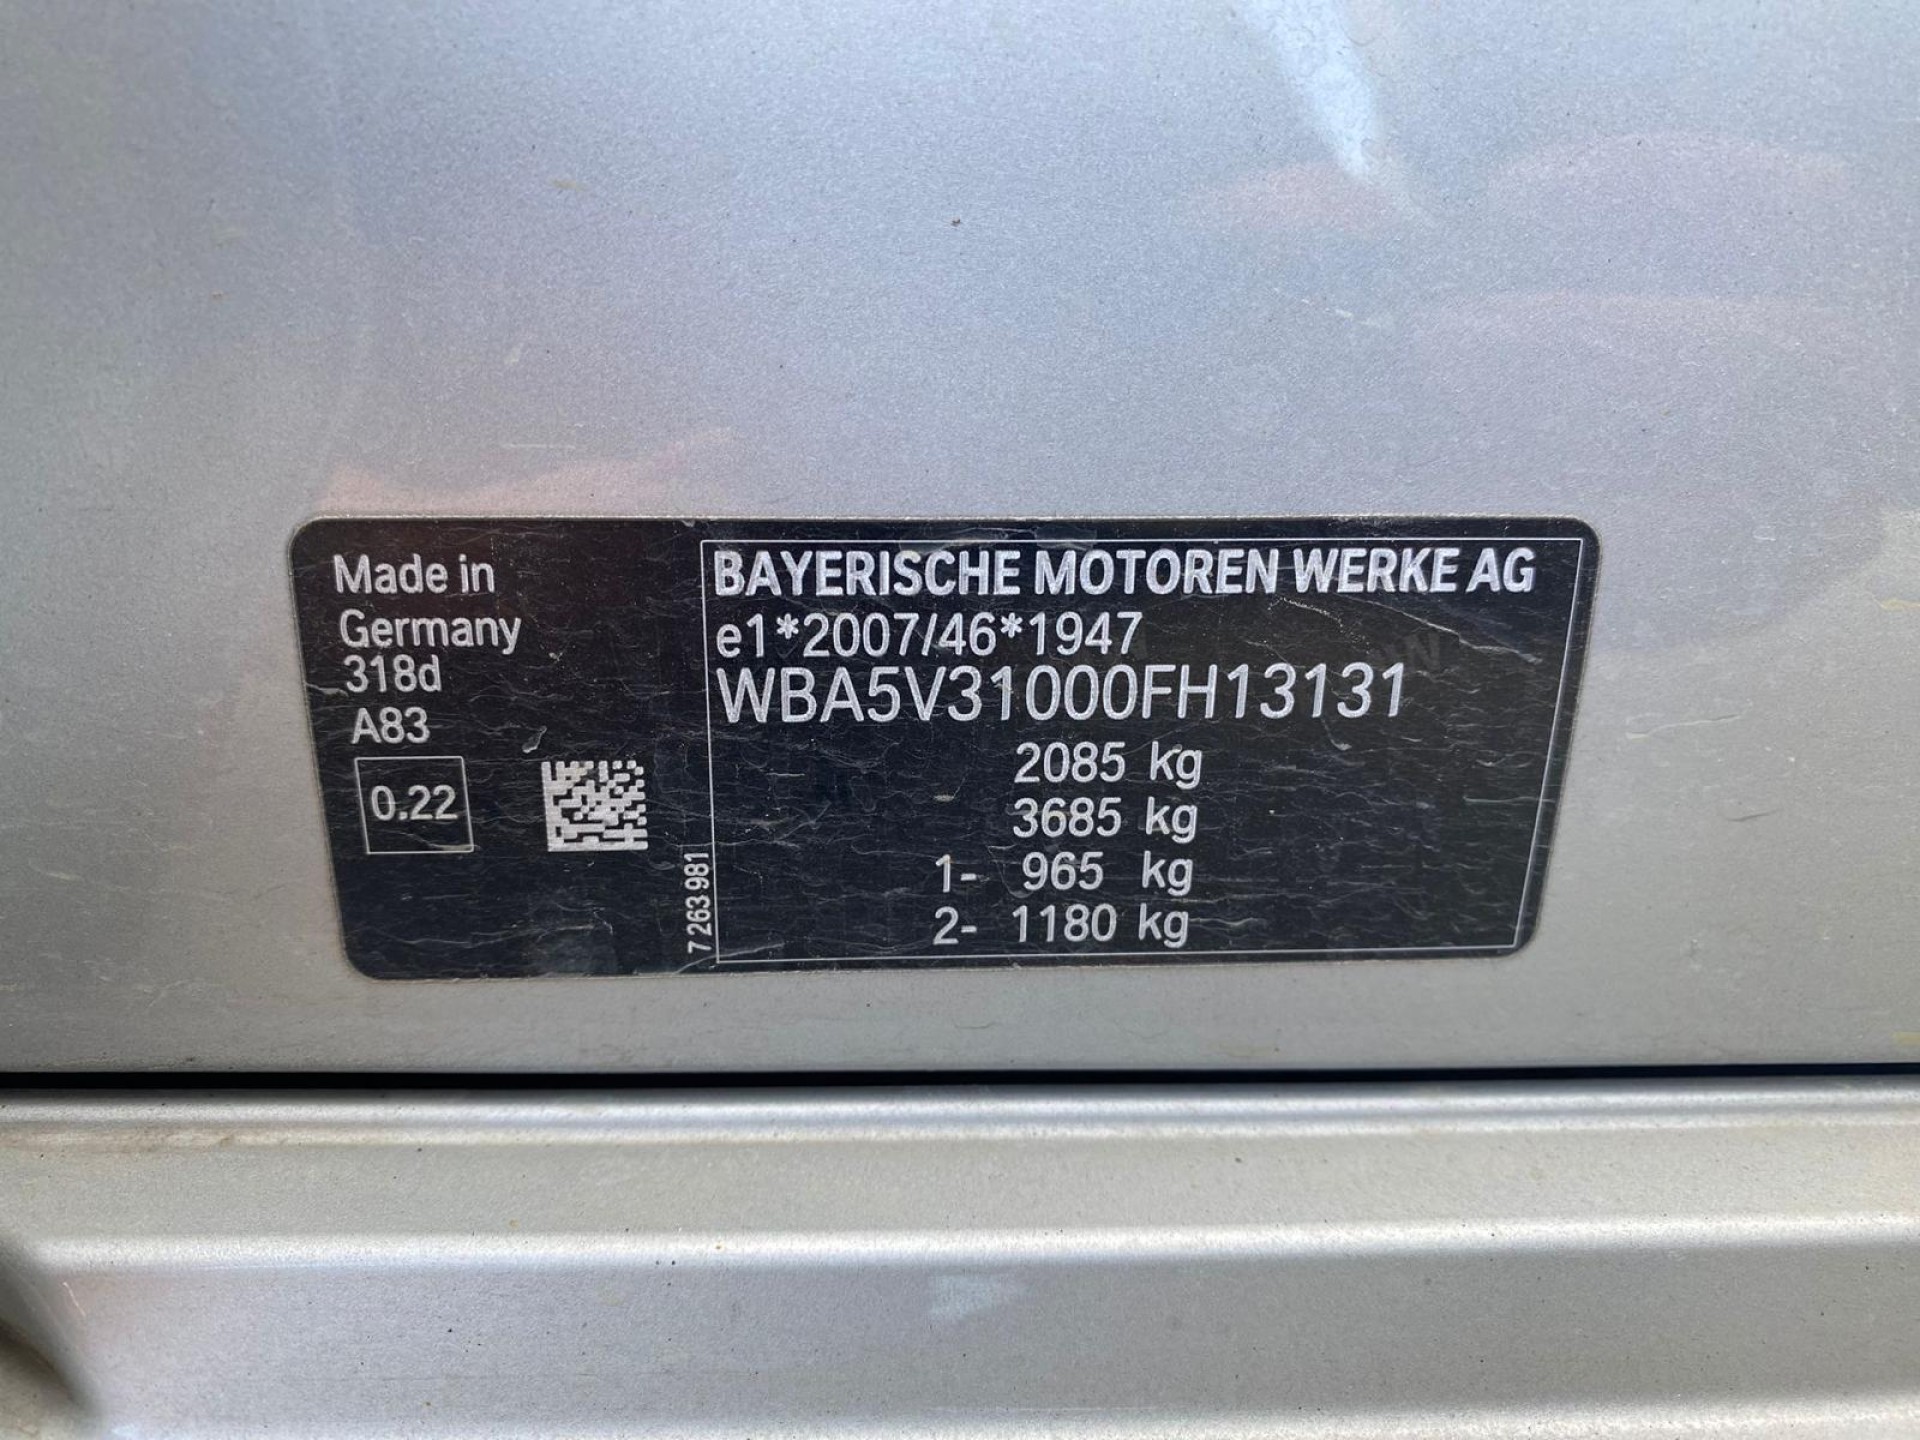 Made in
Germany
318d
A83
0.22
7 263 981
BAYERISCHE MOTOREN WERKE AG
e1*2007/46*1947
WBA5V31000FH13131
2085 kg
3685 kg
1- 965 kg
2- 1180 kg